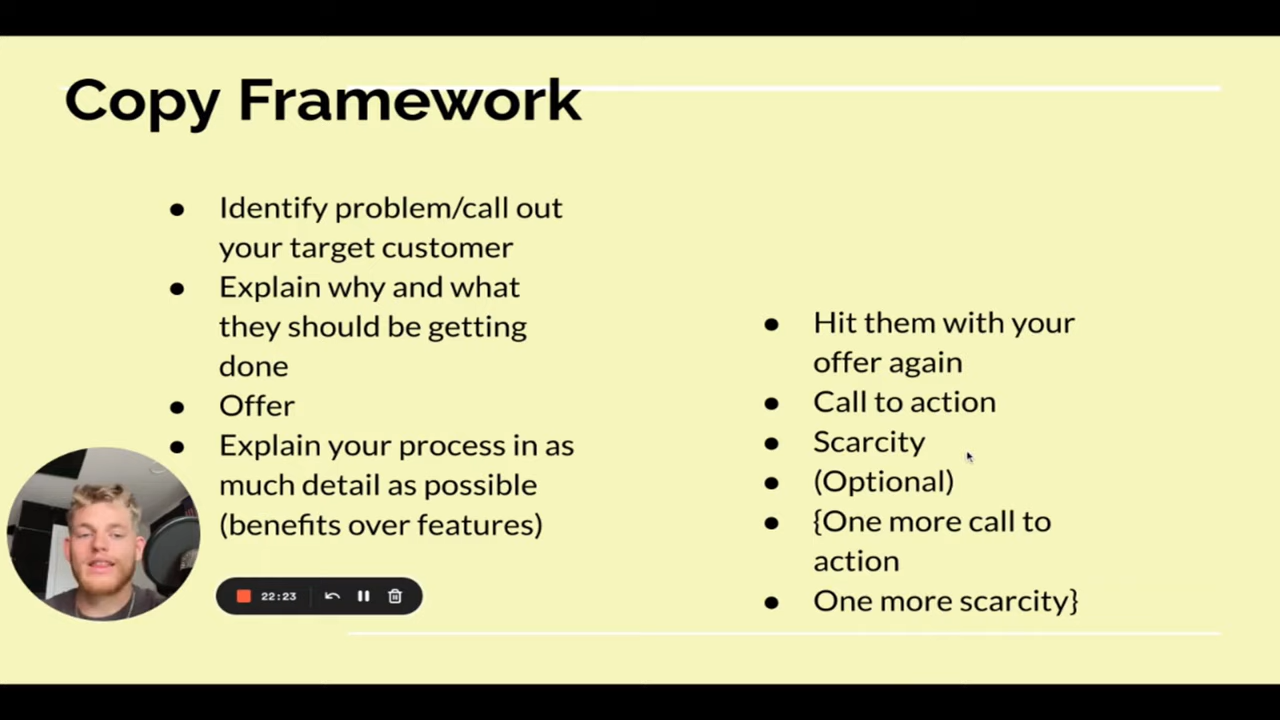 Copy Framework
● Identify problem/call out
your target customer
● Explain why and what
they should be getting
done
● Offer
● Explain your process in as
much detail as possible
(benefits over features)
● Hit them with your
offer again
● Call to action
● Scarcity
● (Optional)
● {One more call to
action
● One more scarcity}
22:23